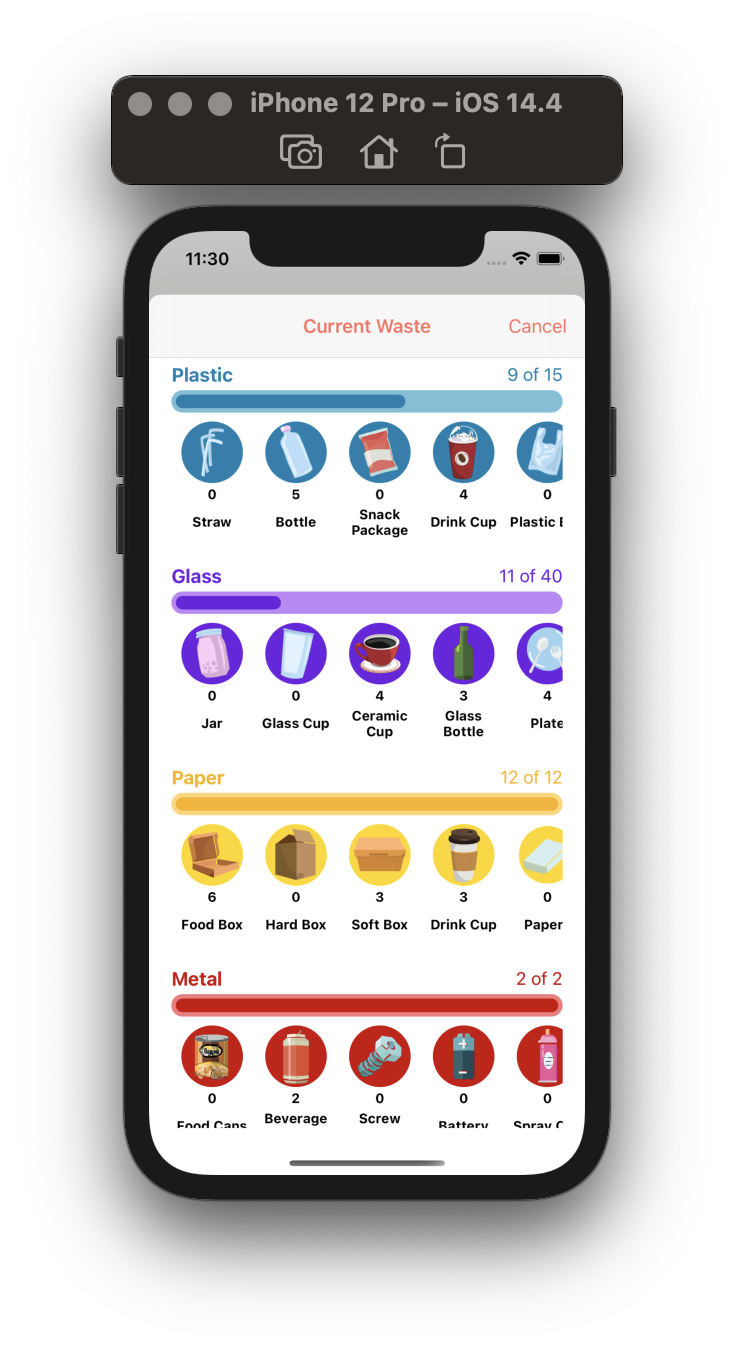 iPhone 12 Pro – iOS 14.4
11:30
Current Waste
Cancel
Plastic
9 of 15
0
5
0
4
0
Straw
Bottle
Snack
Package
Drink Cup
Plastic
Glass
11 of 40
0
0
4
3
4
Jar
Glass Cup
Ceramic
Cup
Glass
Bottle
Plate
Paper
12 of 12
6
0
3
3
0
Food Box
Hard Box
Soft Box
Drink Cup
Paper
Metal
2 of 2
0
2
0
0
0
Food Cans
Beverage
Screw
Battery
Spray